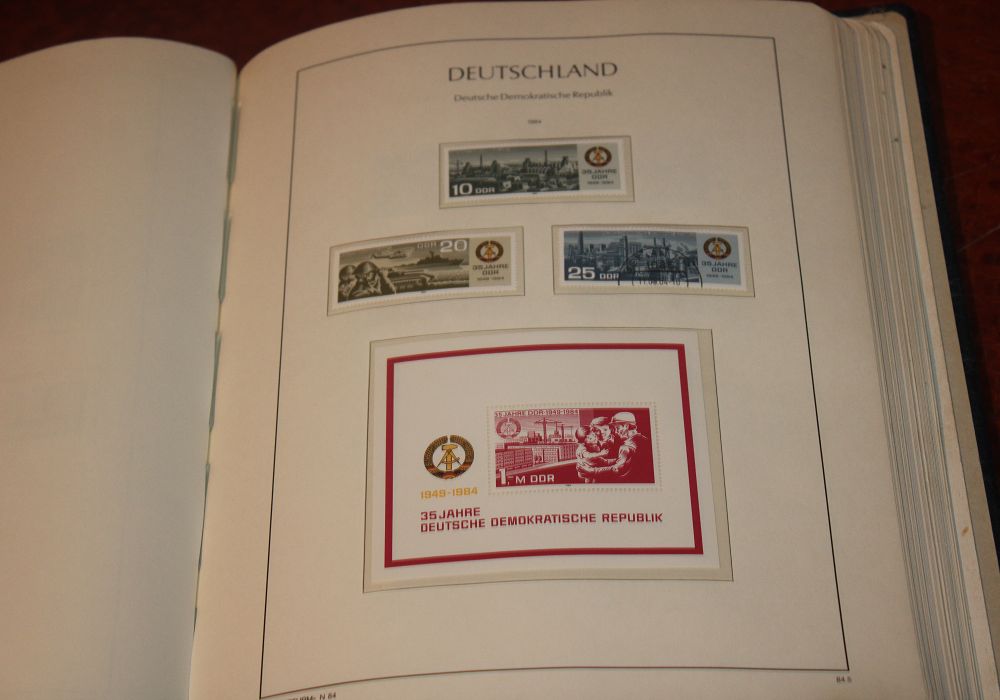 DEUTSCHLAND
Deutsche Demokratische Republik
1984
10 DDR
35 JAHRE
DDR
1949-1984
DDR 20
35 JAHRE
DDR
1949-1984
25 DDR
35 JAHRE
DDR
1949-1984
35 JAHRE DDR 1949-1984
1,- M DDR
1949-1984
35 JAHRE
DEUTSCHE DEMOKRATISCHE REPUBLIK
N 84
84 S